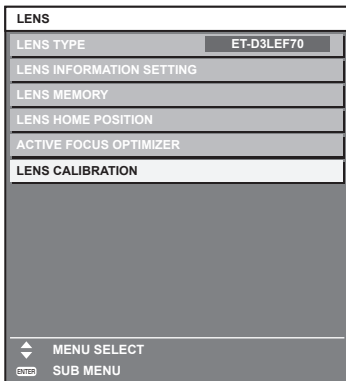 LENS
LENS TYPE ET-D3LEF70
LENS INFORMATION SETTING
LENS MEMORY
LENS HOME POSITION
ACTIVE FOCUS OPTIMIZER
LENS CALIBRATION
MENU SELECT
ENTER SUB MENU